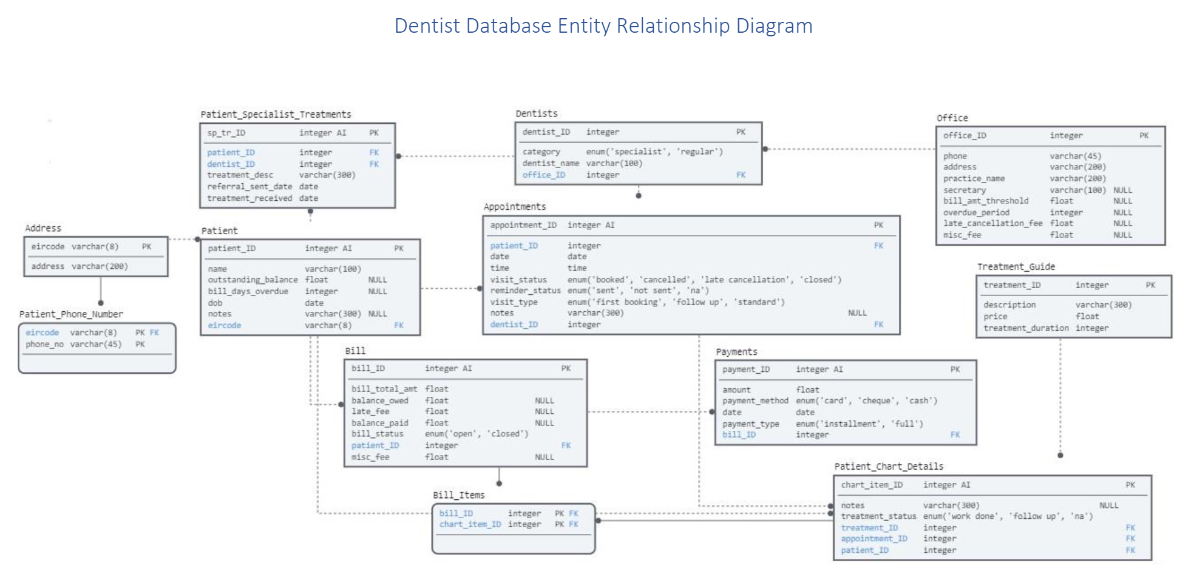 Dentist Database Entity Relationship Diagram
Patient_Specialist_Treatments
sp_tr_ID integer AI PK
patient_ID integer FK
dentist_ID integer FK
treatment_desc varchar(300)
referral_sent_date date
treatment_received date
Dentists
dentist_ID integer PK
category enum('specialist', 'regular')
dentist_name varchar(100)
office_ID integer FK
Office
office_ID integer PK
phone varchar(45)
address varchar(200)
practice_name varchar(200)
secretary varchar(100) NULL
bill_amt_threshold float NULL
overdue_period integer NULL
late_cancellation_fee float NULL
misc_fee float NULL
Address
eircode varchar(8) PK
address varchar(200)
Patient
patient_ID integer AI PK
name varchar(100)
outstanding_balance float NULL
bill_days_overdue integer NULL
dob date
notes varchar(300) NULL
eircode varchar(8) FK
Appointments
appointment_ID integer AI PK
patient_ID integer FK
date date
time time
visit_status enum('booked', 'cancelled', 'late cancellation', 'closed')
reminder_status enum('sent', 'not sent', 'na')
visit_type enum('first booking', 'follow up', 'standard')
notes varchar(300) NULL
dentist_ID integer FK
Treatment_Guide
treatment_ID integer PK
description varchar(300)
price float
treatment_duration integer
Patient_Phone_Number
eircode varchar(8) PK FK
phone_no varchar(45) PK
Bill
bill_ID integer AI PK
bill_total_amt float
balance_owed float NULL
late_fee float NULL
balance_paid float NULL
bill_status enum('open', 'closed')
patient_ID integer FK
misc_fee float NULL
Payments
payment_ID integer AI PK
amount float
payment_method enum('card', 'cheque', 'cash')
date date
payment_type enum('installment', 'full')
bill_ID integer FK
Bill_Items
bill_ID integer PK FK
chart_item_ID integer PK FK
Patient_Chart_Details
chart_item_ID integer AI PK
notes varchar(300) NULL
treatment_status enum('work done', 'follow up', 'na')
treatment_ID integer FK
appointment_ID integer FK
patient_ID integer FK